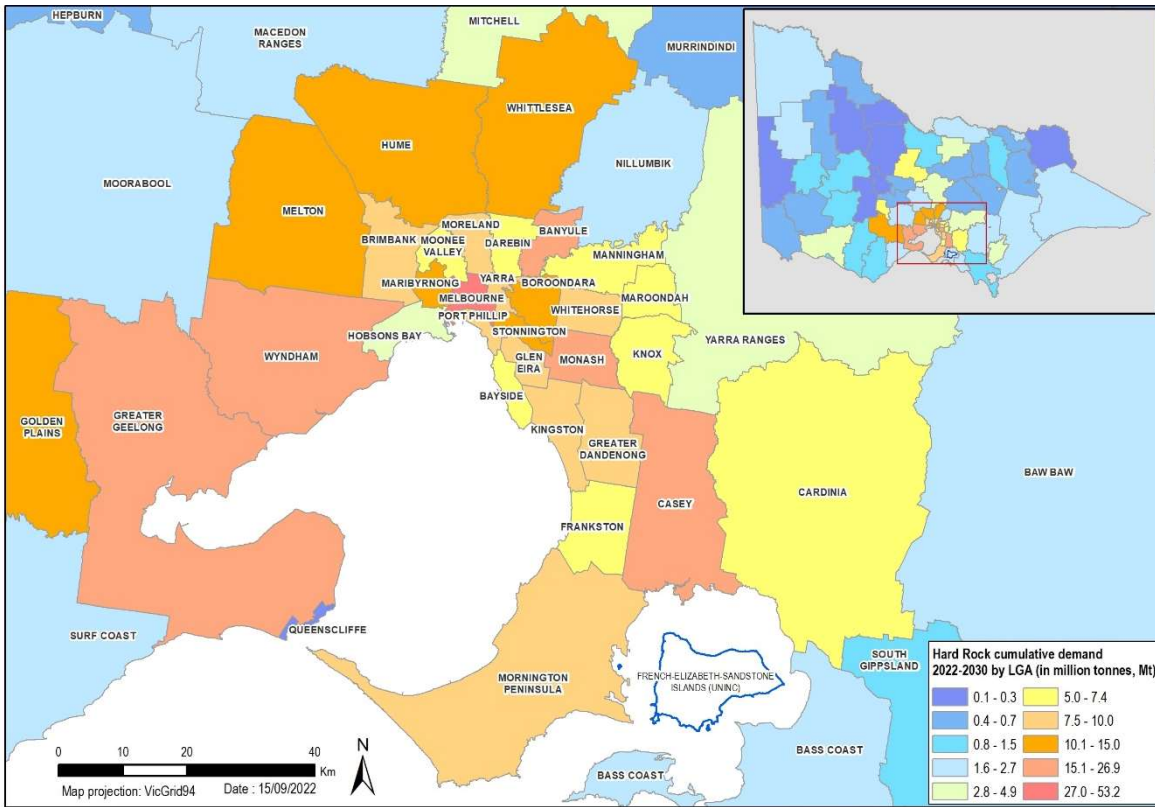 HEPBURN
MACEDON
RANGES
MITCHELL
MURRINDINDI
WHITTLESEA
HUME
NILLUMBIK
MOORABOOL
MELTON
MORELAND
BRIMBANK
MOONEE
VALLEY
DAREBIN
BANYULE
MANNINGHAM
MARIBYRNONG
YARRA
BOROONDARA
MAROONDAH
MELBOURNE
WHITEHORSE
PORT PHILLIP
HOBSONS BAY
STONNINGTON
YARRA RANGES
WYNDHAM
GLEN
EIRA
MONASH
KNOX
BAYSIDE
GOLDEN
PLAINS
GREATER
GEELONG
KINGSTON
GREATER
DANDENONG
BAW BAW
CARDINIA
CASEY
FRANKSTON
QUEENSCLIFFE
SURF COAST
SOUTH
GIPPSLAND
MORNINGTON
PENINSULA
FRENCH-ELIZABETH-SANDSTONE
ISLANDS (UNINC)
BASS COAST
BASS COAST
Hard Rock cumulative demand
2022-2030 by LGA (in million tonnes, Mt)
0.1 - 0.3
5.0 - 7.4
0.4 - 0.7
7.5 - 10.0
0.8 - 1.5
10.1 - 15.0
1.6 - 2.7
15.1 - 26.9
2.8 - 4.9
27.0 - 53.2
0 10 20 40
Km
N
Map projection: VicGrid94 Date : 15/09/2022